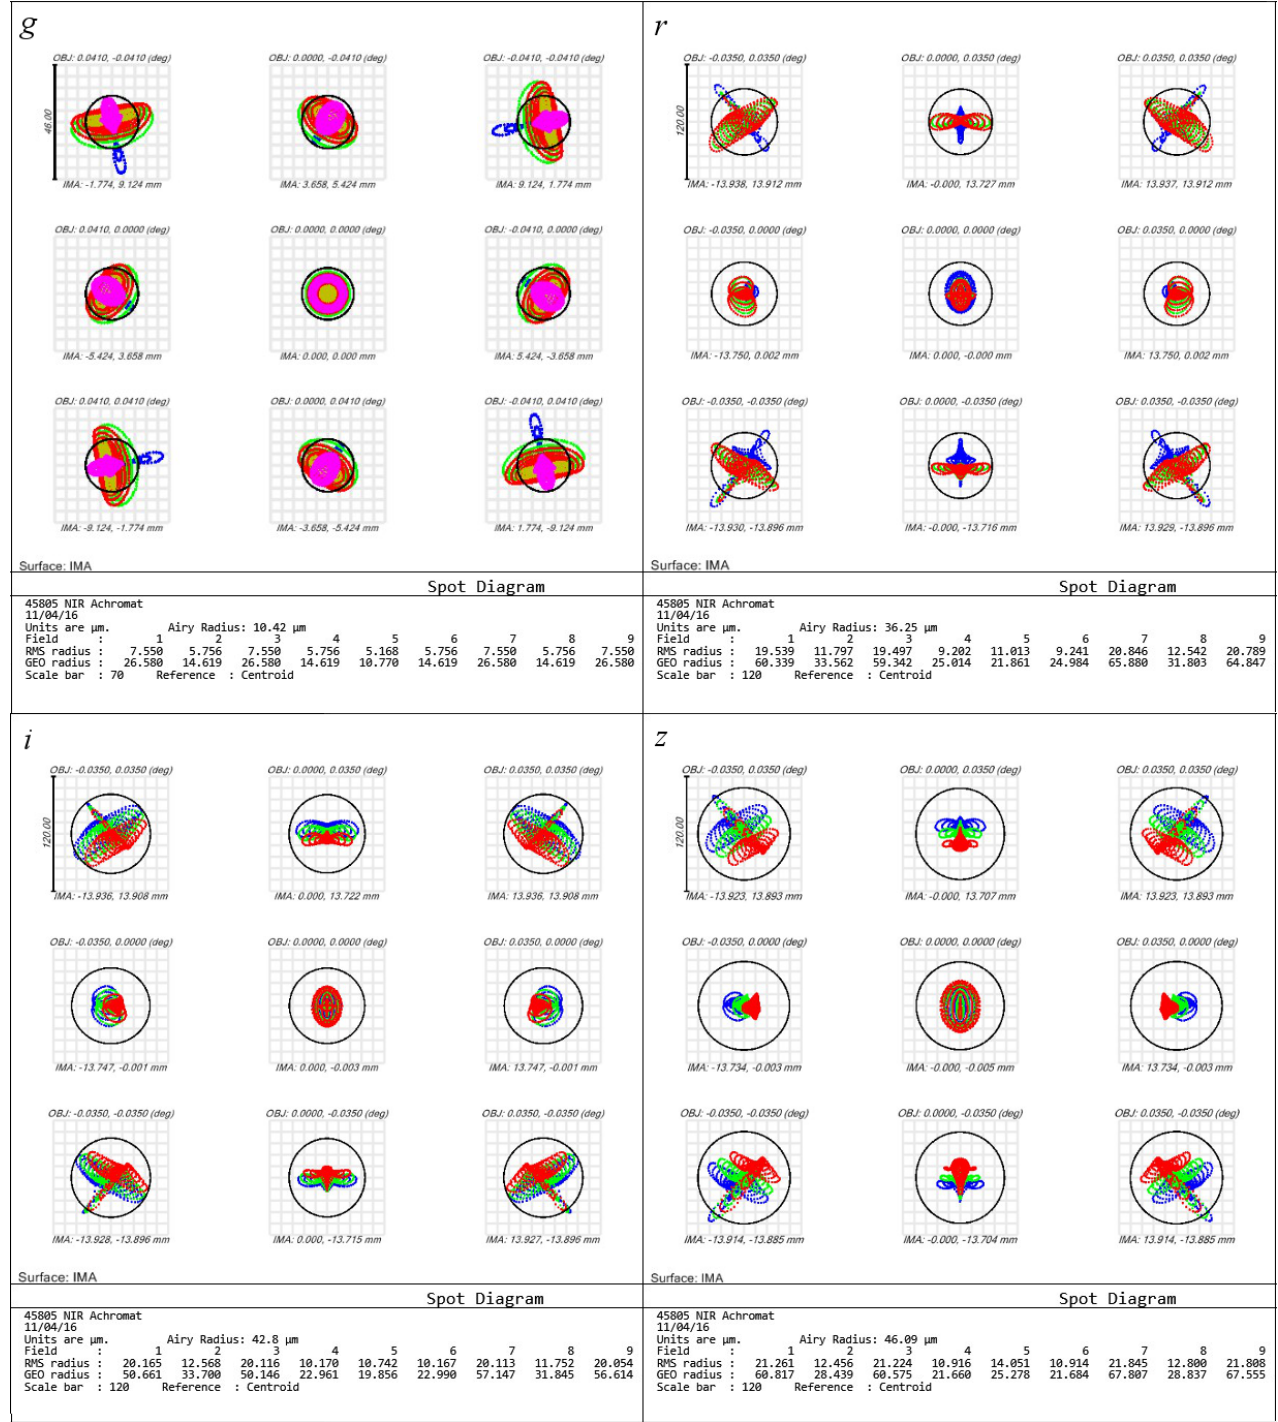 g
OBJ: 0.0410, -0.0410 (deg)
OBJ: 0.0000, -0.0410 (deg)
OBJ: -0.0410, -0.0410 (deg)
46.00
IMA: -1.774, 9.124 mm
IMA: 3.658, 5.424 mm
IMA: 9.124, 1.774 mm
OBJ: 0.0410, 0.0000 (deg)
OBJ: 0.0000, 0.0000 (deg)
OBJ: -0.0410, 0.0000 (deg)
IMA: -5.424, 3.658 mm
IMA: 0.000, 0.000 mm
IMA: 5.424, -3.658 mm
OBJ: 0.0410, 0.0410 (deg)
OBJ: 0.0000, 0.0410 (deg)
OBJ: -0.0410, 0.0410 (deg)
IMA: -9.124, -1.774 mm
IMA: -3.658, -5.424 mm
IMA: 1.774, -9.124 mm
Surface: IMA
Spot Diagram
45805 NIR Achromat
11/04/16
Units are µm. Airy Radius: 10.42 µm
Field : 1 2 3 4 5 6 7 8 9
RMS radius : 7.550 5.756 7.550 5.756 5.168 5.756 7.550 5.756 7.550
GEO radius : 26.580 14.619 26.580 14.619 10.770 14.619 26.580 14.619 26.580
Scale bar : 70 Reference : Centroid
r
OBJ: -0.0350, 0.0350 (deg)
OBJ: 0.0000, 0.0350 (deg)
OBJ: 0.0350, 0.0350 (deg)
120.00
IMA: -13.938, 13.912 mm
IMA: -0.000, 13.727 mm
IMA: 13.937, 13.912 mm
OBJ: -0.0350, 0.0000 (deg)
OBJ: 0.0000, 0.0000 (deg)
OBJ: 0.0350, 0.0000 (deg)
IMA: -13.750, 0.002 mm
IMA: 0.000, -0.000 mm
IMA: 13.750, 0.002 mm
OBJ: -0.0350, -0.0350 (deg)
OBJ: 0.0000, -0.0350 (deg)
OBJ: 0.0350, -0.0350 (deg)
IMA: -13.930, -13.896 mm
IMA: -0.000, -13.716 mm
IMA: 13.929, -13.896 mm
Surface: IMA
Spot Diagram
45805 NIR Achromat
11/04/16
Units are µm. Airy Radius: 36.25 µm
Field : 1 2 3 4 5 6 7 8 9
RMS radius : 19.539 11.797 19.497 9.202 11.013 9.241 20.846 12.542 20.789
GEO radius : 60.339 33.562 59.342 25.014 21.861 24.984 65.880 31.803 64.847
Scale bar : 120 Reference : Centroid
i
OBJ: -0.0350, 0.0350 (deg)
OBJ: 0.0000, 0.0350 (deg)
OBJ: 0.0350, 0.0350 (deg)
120.00
IMA: -13.936, 13.908 mm
IMA: 0.000, 13.722 mm
IMA: 13.936, 13.908 mm
OBJ: -0.0350, 0.0000 (deg)
OBJ: 0.0000, 0.0000 (deg)
OBJ: 0.0350, 0.0000 (deg)
IMA: -13.747, -0.001 mm
IMA: 0.000, -0.003 mm
IMA: 13.747, -0.001 mm
OBJ: -0.0350, -0.0350 (deg)
OBJ: 0.0000, -0.0350 (deg)
OBJ: 0.0350, -0.0350 (deg)
IMA: -13.928, -13.896 mm
IMA: 0.000, -13.715 mm
IMA: 13.927, -13.896 mm
Surface: IMA
Spot Diagram
45805 NIR Achromat
11/04/16
Units are µm. Airy Radius: 42.8 µm
Field : 1 2 3 4 5 6 7 8 9
RMS radius : 20.165 12.568 20.116 10.170 10.742 10.167 20.113 11.752 20.054
GEO radius : 50.661 33.700 50.146 22.961 19.856 22.990 57.147 31.845 56.614
Scale bar : 120 Reference : Centroid
z
OBJ: -0.0350, 0.0350 (deg)
OBJ: 0.0000, 0.0350 (deg)
OBJ: 0.0350, 0.0350 (deg)
120.00
IMA: -13.923, 13.893 mm
IMA: -0.000, 13.707 mm
IMA: 13.923, 13.893 mm
OBJ: -0.0350, 0.0000 (deg)
OBJ: 0.0000, 0.0000 (deg)
OBJ: 0.0350, 0.0000 (deg)
IMA: -13.734, -0.003 mm
IMA: -0.000, -0.005 mm
IMA: 13.734, -0.003 mm
OBJ: -0.0350, -0.0350 (deg)
OBJ: 0.0000, -0.0350 (deg)
OBJ: 0.0350, -0.0350 (deg)
IMA: -13.914, -13.885 mm
IMA: -0.000, -13.704 mm
IMA: 13.914, -13.885 mm
Surface: IMA
Spot Diagram
45805 NIR Achromat
11/04/16
Units are µm. Airy Radius: 46.09 µm
Field : 1 2 3 4 5 6 7 8 9
RMS radius : 21.261 12.456 21.224 10.916 14.051 10.914 21.845 12.800 21.808
GEO radius : 60.817 28.439 60.575 21.660 25.278 21.684 67.807 28.837 67.555
Scale bar : 120 Reference : Centroid